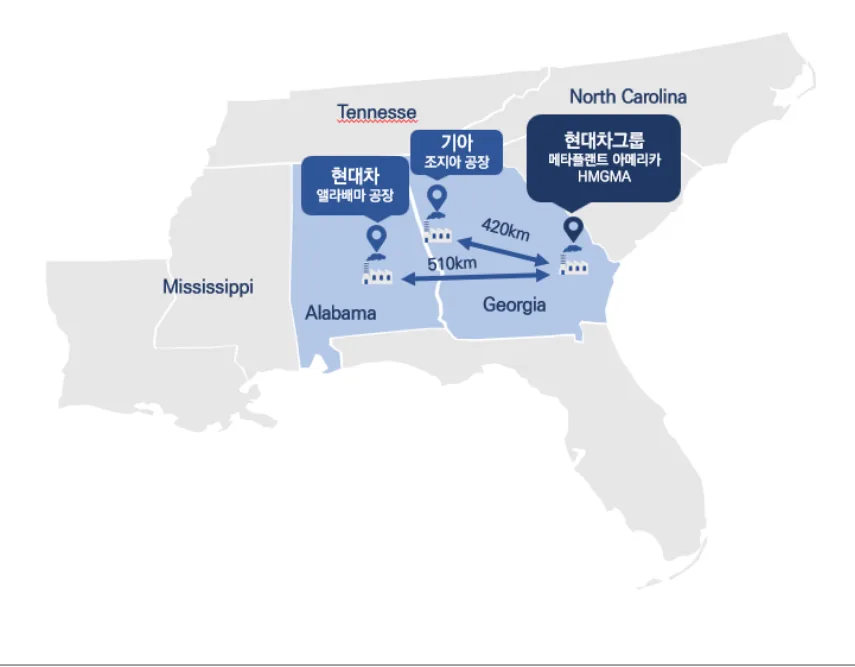 North Carolina
Tennesse
기아
조지아 공장
현대차그룹
메타플랜트 아메리카
HMGMA
현대차
앨라배마 공장
420km
510km
Mississippi
Alabama
Georgia